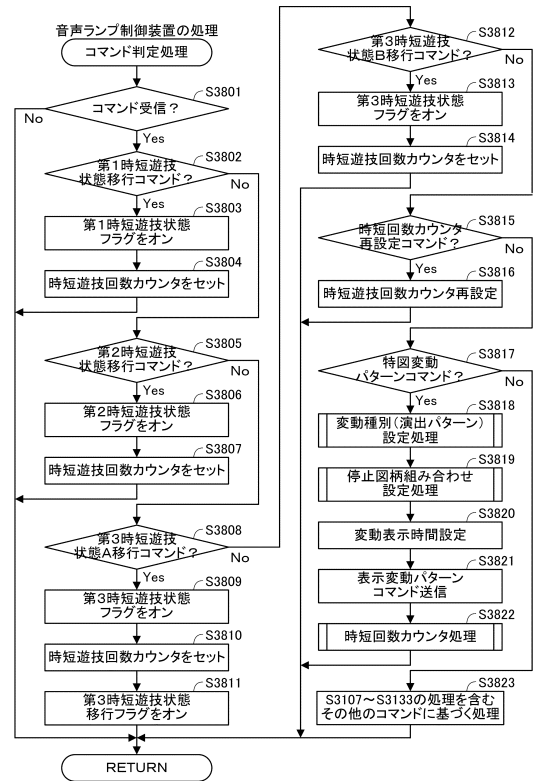 音声ランプ制御装置の処理
コマンド判定処理
S3801
コマンド受信？
No
Yes
S3802
第1時短遊技
状態移行コマンド？
No
Yes
S3803
第1時短遊技状態
フラグをオン
S3804
時短遊技回数カウンタをセット
S3805
第2時短遊技
状態移行コマンド？
No
Yes
S3806
第2時短遊技状態
フラグをオン
S3807
時短遊技回数カウンタをセット
S3808
第3時短遊技
状態A移行コマンド？
No
Yes
S3809
第3時短遊技状態
フラグをオン
S3810
時短遊技回数カウンタをセット
S3811
第3時短遊技状態
移行フラグをオン
RETURN
S3812
第3時短遊技
状態B移行コマンド？
No
Yes
S3813
第3時短遊技状態
フラグをオン
S3814
時短遊技回数カウンタをセット
S3815
時短回数カウンタ
再設定コマンド？
No
Yes
S3816
時短遊技回数カウンタ再設定
S3817
特図変動
パターンコマンド？
No
Yes
S3818
変動種別（演出パターン）
設定処理
S3819
停止図柄組み合わせ
設定処理
S3820
変動表示時間設定
S3821
表示変動パターン
コマンド送信
S3822
時短回数カウンタ処理
S3823
S3107～S3133の処理を含む
その他のコマンドに基づく処理